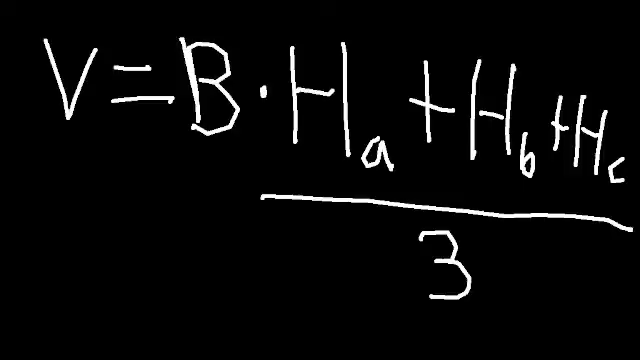 V = B · Ha + Hb + Hc
3